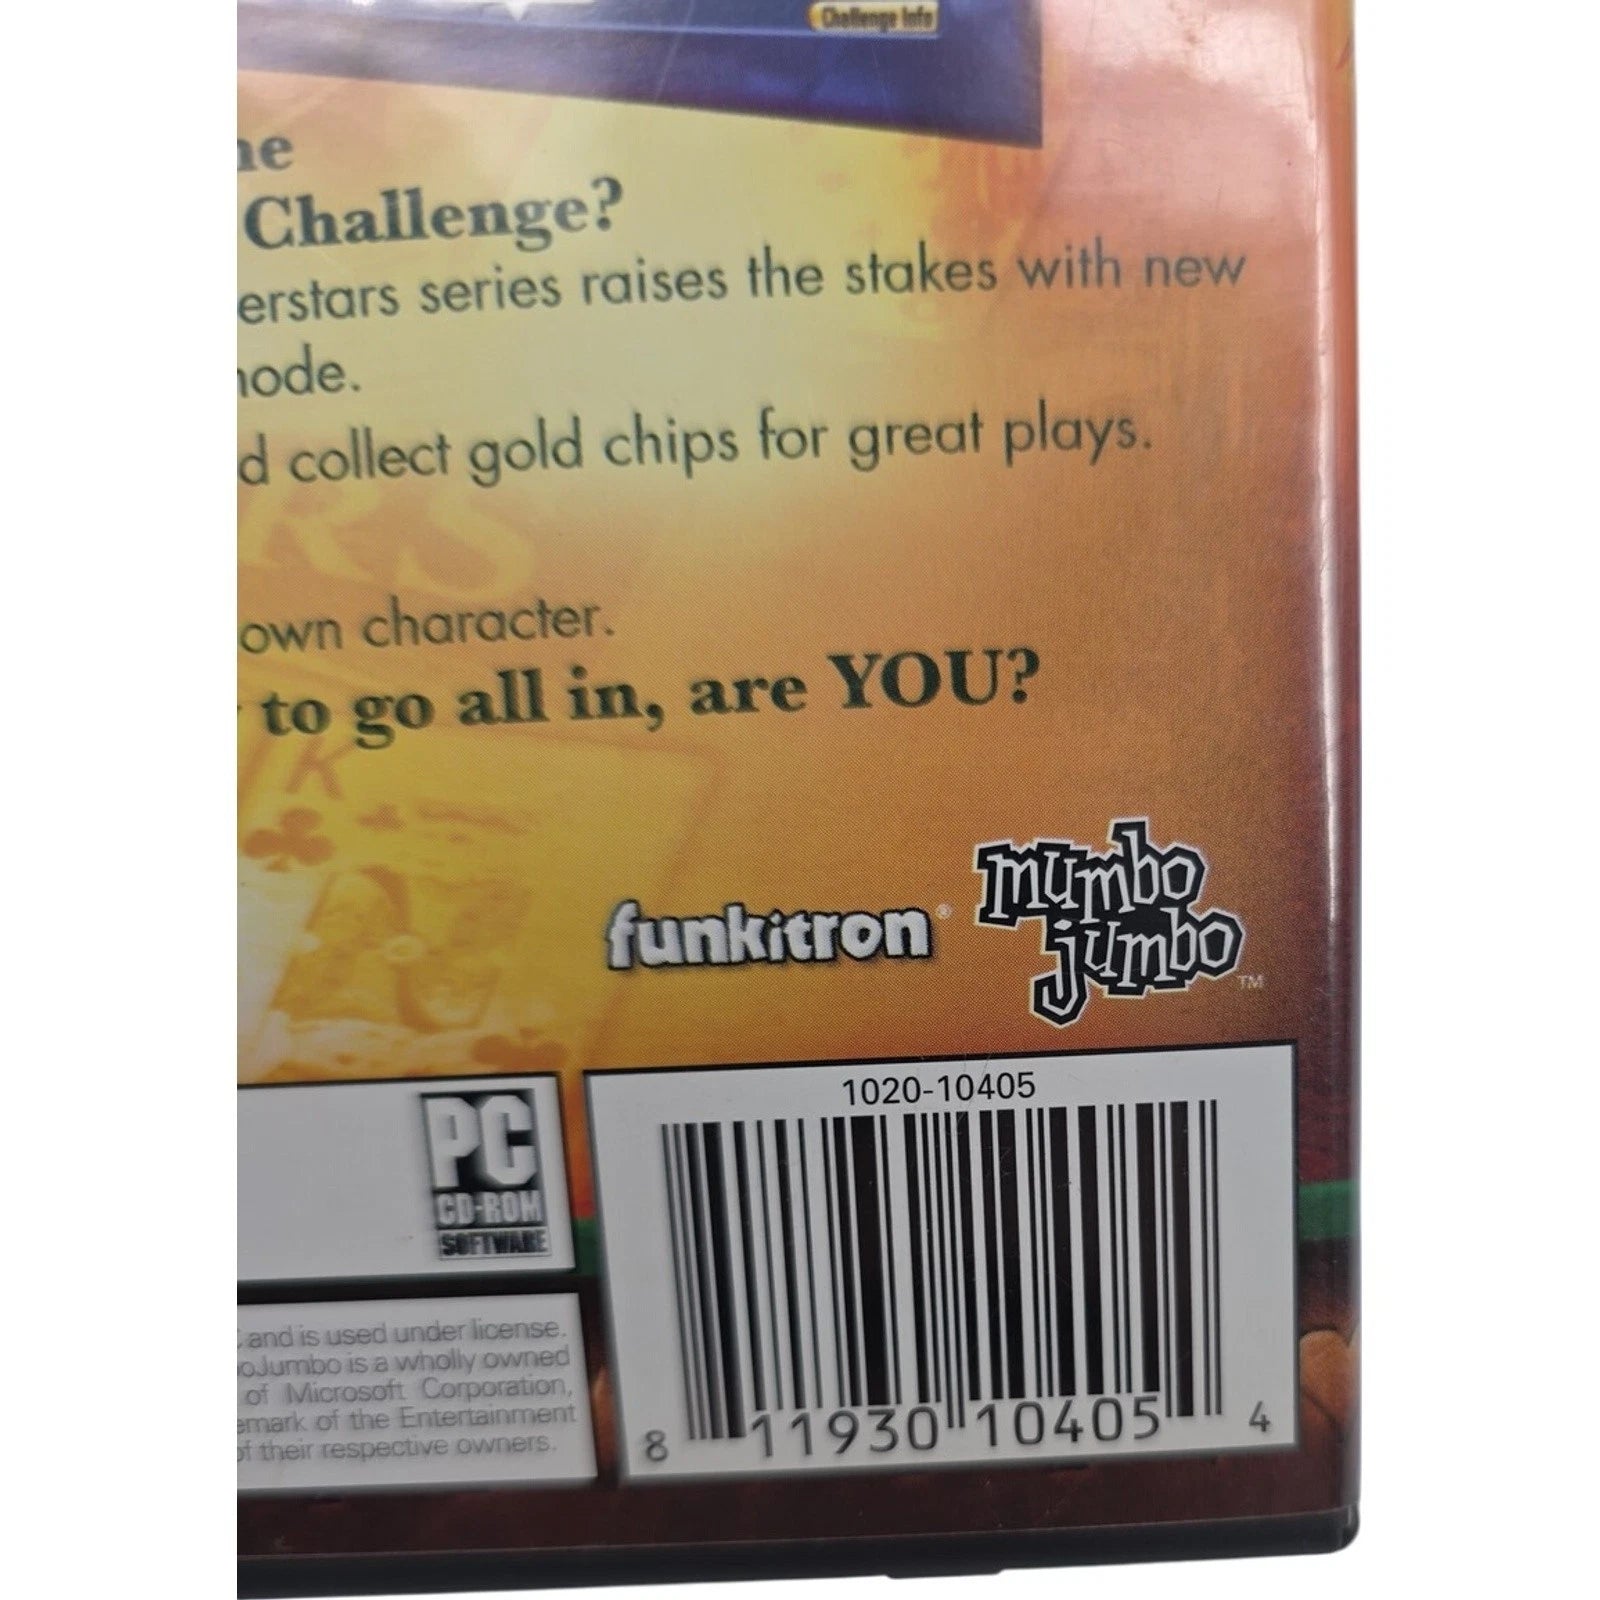 Challenge Info
ne
Challenge?
erstars series raises the stakes with new
node.
d collect gold chips for great plays.
ERS
own character.
to go all in, are YOU?
K
funkitron®
mumbo
jumbo™
1020-10405
PC
CD-ROM
SOFTWARE
and is used under license.
oJumbo is a wholly owned
of Microsoft Corporation,
emark of the Entertainment
of their respective owners.
8 11930 10405 4